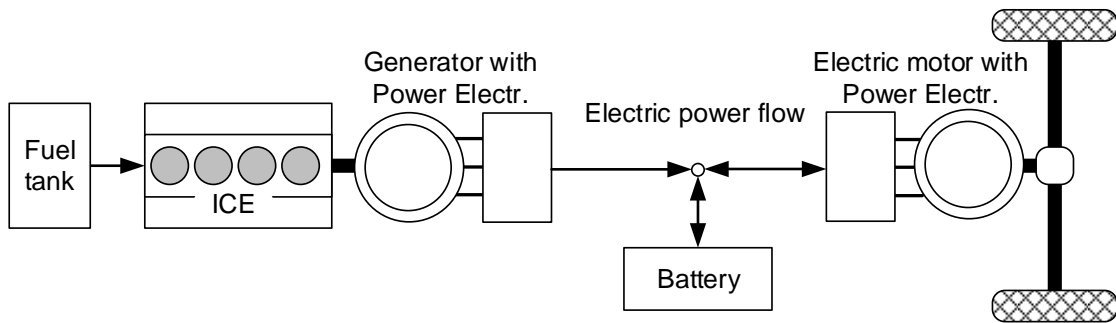 Fuel
tank
ICE
Generator with
Power Electr.
Electric power flow
Battery
Electric motor with
Power Electr.